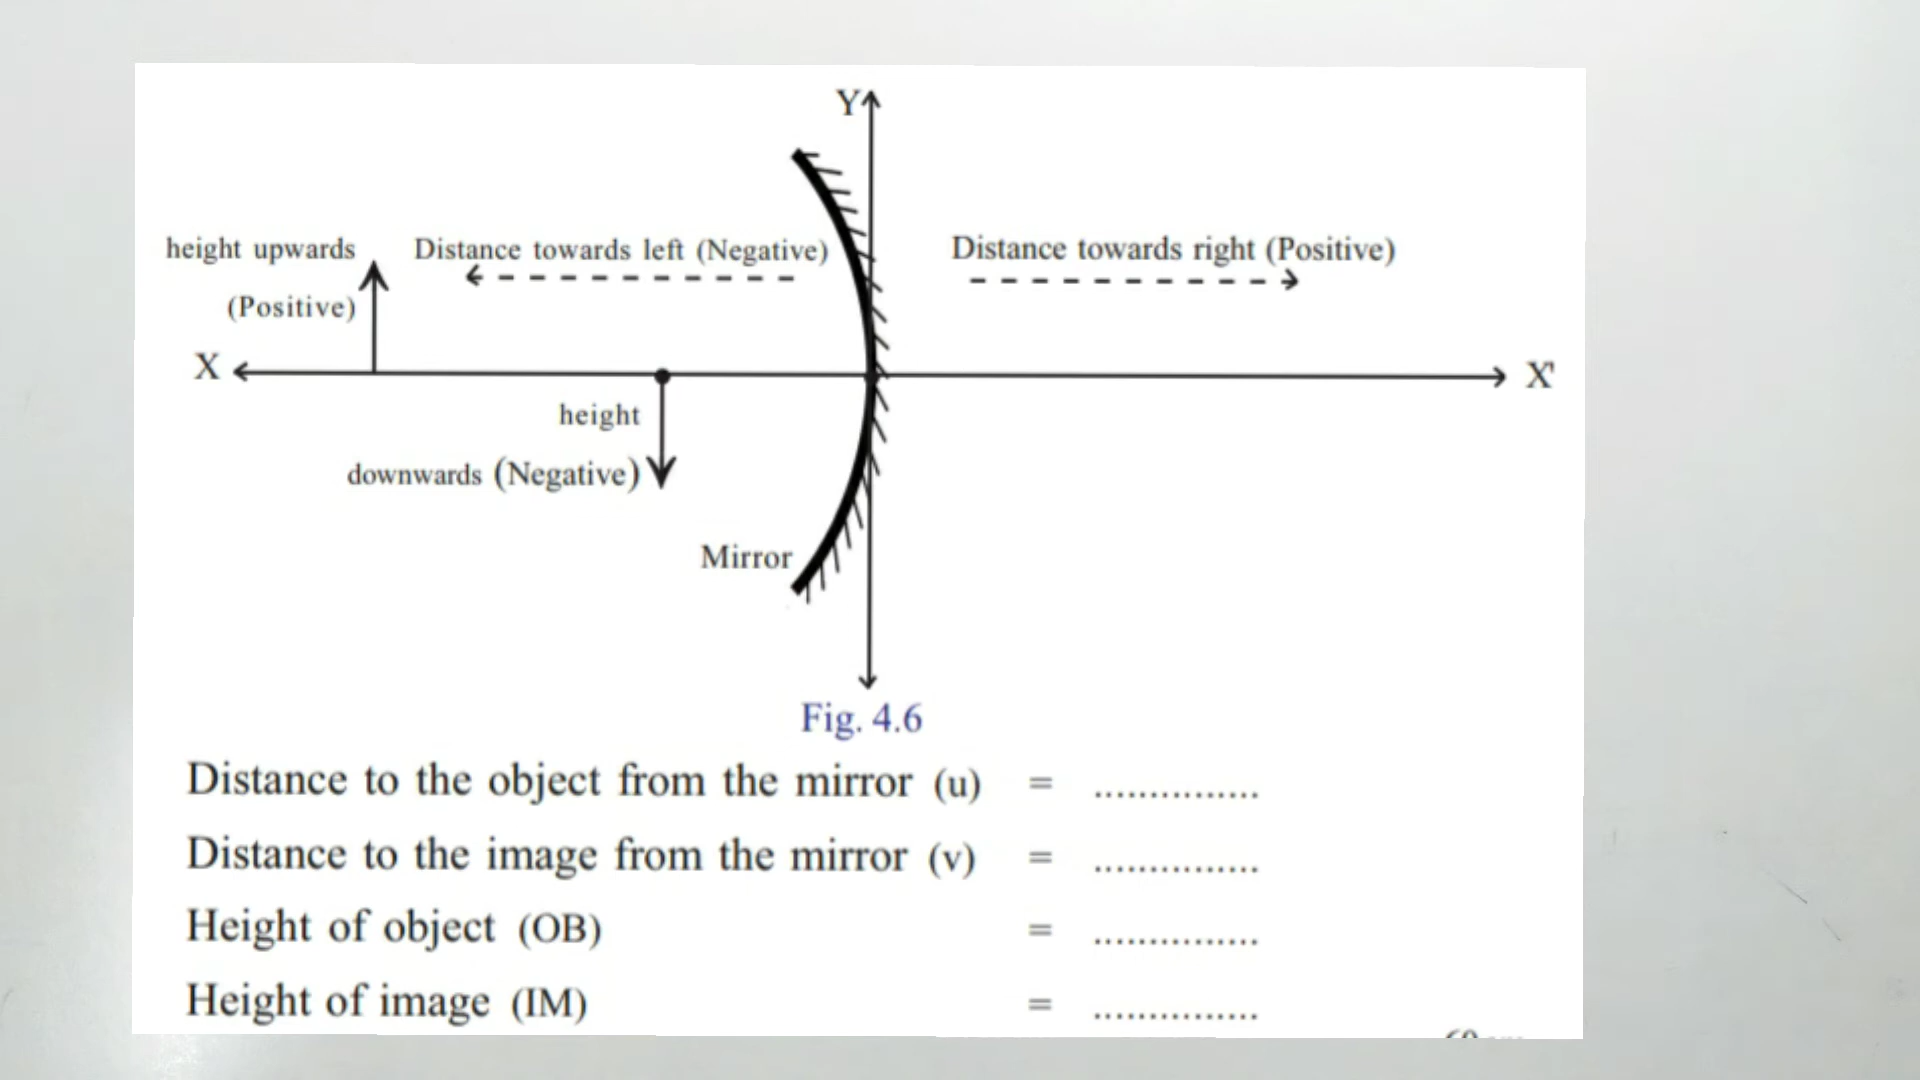 Y
height upwards
Distance towards left (Negative)
Distance towards right (Positive)
(Positive)
X
X'
height
downwards (Negative)
Mirror
Fig. 4.6
Distance to the object from the mirror (u) = ...............
Distance to the image from the mirror (v) = ...............
Height of object (OB) = ...............
Height of image (IM) = ...............